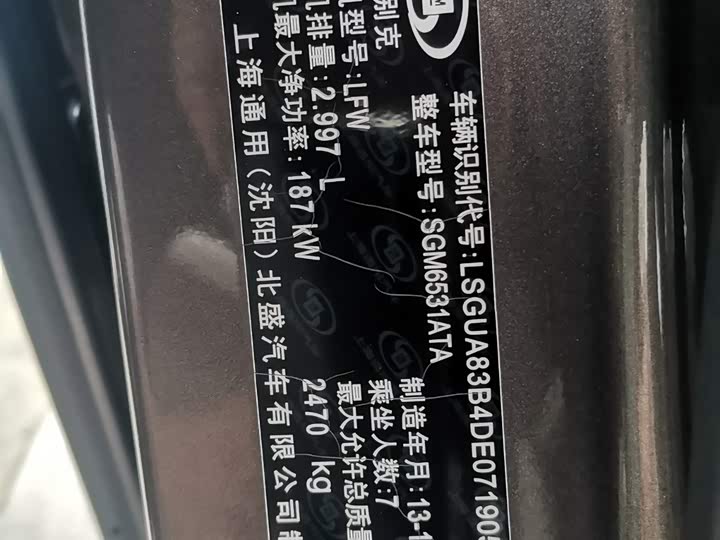 车辆识别代号:LSGUA83B4DE071905
整车型号:SGM6531ATA
制造年月:13-1
别克
乘坐人数:7
型号:LFW
最大允许总质量
排量:2.997 L
2470 kg
最大净功率:187 kW
上海通用(沈阳)北盛汽车有限公司制